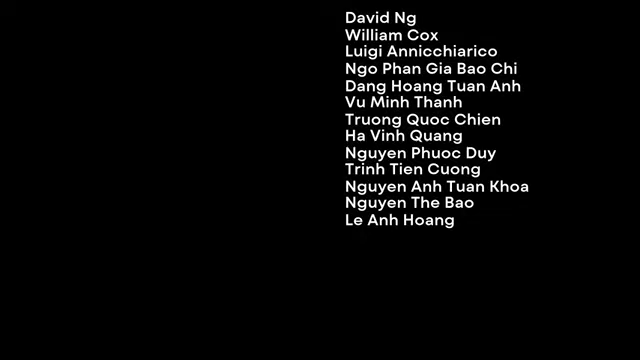 David Ng
William Cox
Luigi Annicchiarico
Ngo Phan Gia Bao Chi
Dang Hoang Tuan Anh
Vu Minh Thanh
Truong Quoc Chien
Ha Vinh Quang
Nguyen Phuoc Duy
Trinh Tien Cuong
Nguyen Anh Tuan Khoa
Nguyen The Bao
Le Anh Hoang